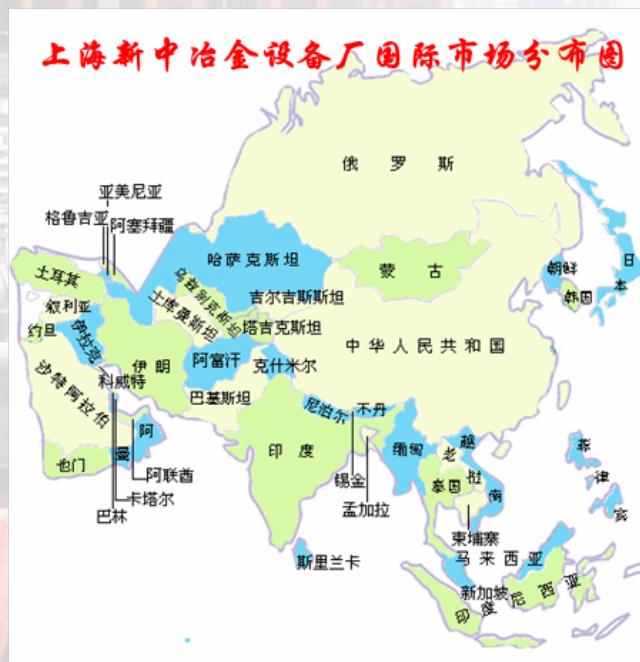 上海新中冶金设备厂国际市场分布图
俄罗斯
亚美尼亚
格鲁吉亚
阿塞拜疆
哈萨克斯坦
蒙古
朝鲜
日本
韩国
土耳其
乌兹别克斯坦
吉尔吉斯斯坦
叙利亚
土库曼斯坦
塔吉克斯坦
约旦
伊拉克
伊朗
阿富汗
克什米尔
中华人民共和国
科威特
沙特阿拉伯
巴基斯坦
尼泊尔
不丹
阿曼
印度
缅甸
老挝
越南
菲律宾
也门
阿联酋
锡金
泰国
卡塔尔
孟加拉
巴林
柬埔寨
斯里兰卡
马来西亚
新加坡
印度尼西亚